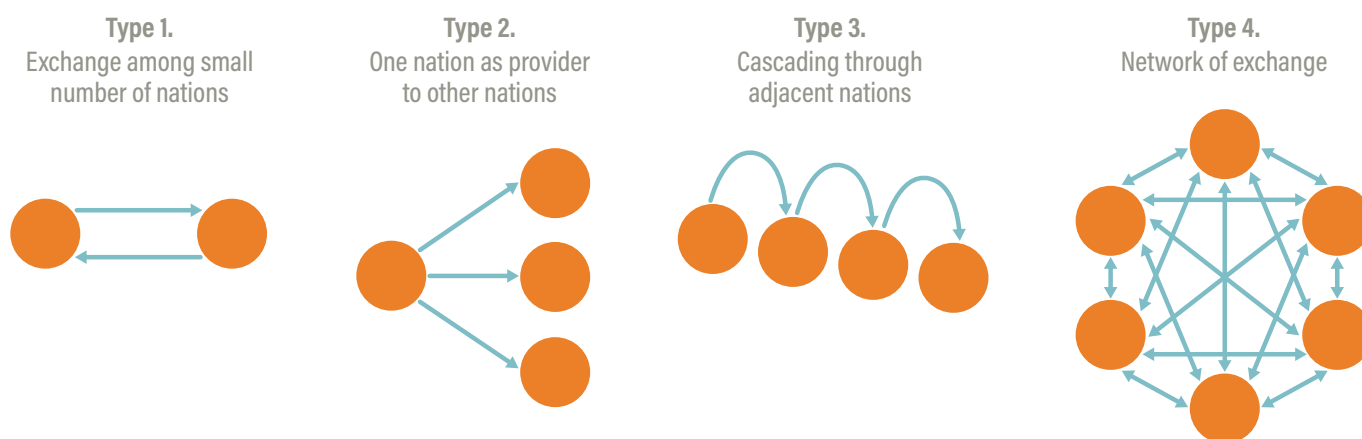 Type 1.
Exchange among small
number of nations
Type 2.
One nation as provider
to other nations
Type 3.
Cascading through
adjacent nations
Type 4.
Network of exchange